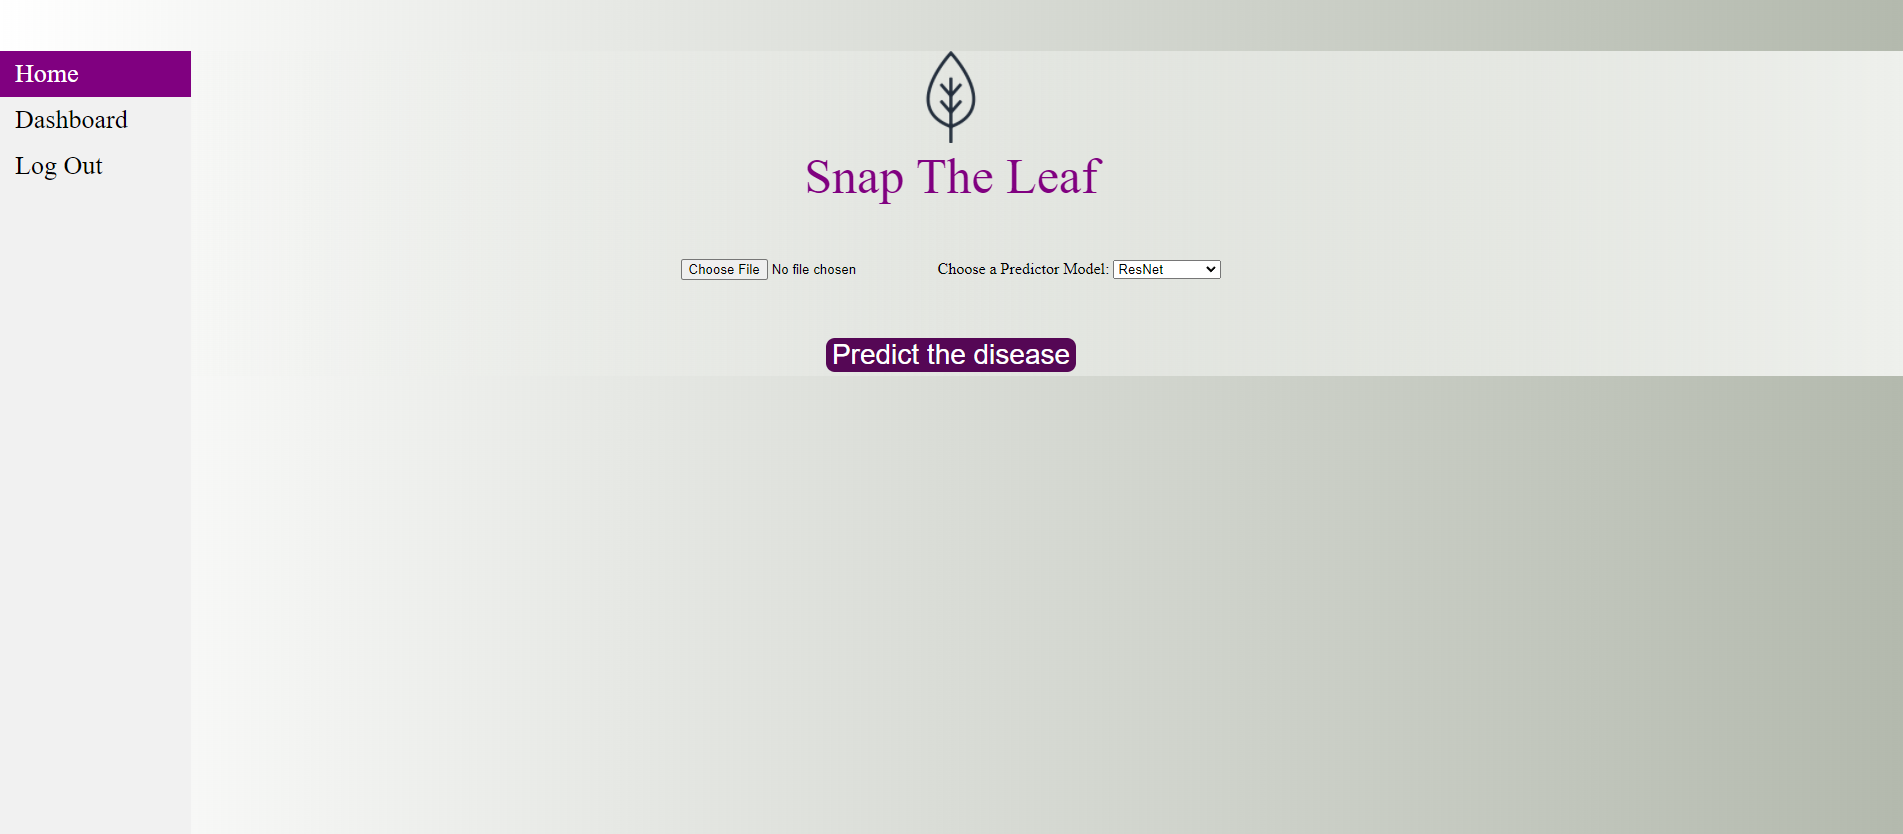 Home
Dashboard
Log Out
Snap The Leaf
Choose File No file chosen
Choose a Predictor Model: ResNet
Predict the disease